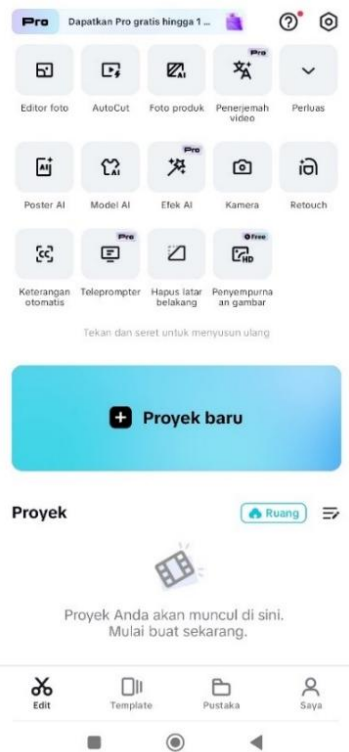 Pro Dapatkan Pro gratis hingga 1 ...
Pro
Editor foto AutoCut Foto produk Penerjemah video Perluas
Pro
Poster AI Model AI Efek AI Kamera Retouch
Pro Free
Keterangan otomatis Teleprompter Hapus latar belakang Penyempurna an gambar
Tekan dan seret untuk menyusun ulang
Proyek baru
Proyek Ruang
Proyek Anda akan muncul di sini.
Mulai buat sekarang.
Edit Template Pustaka Saya